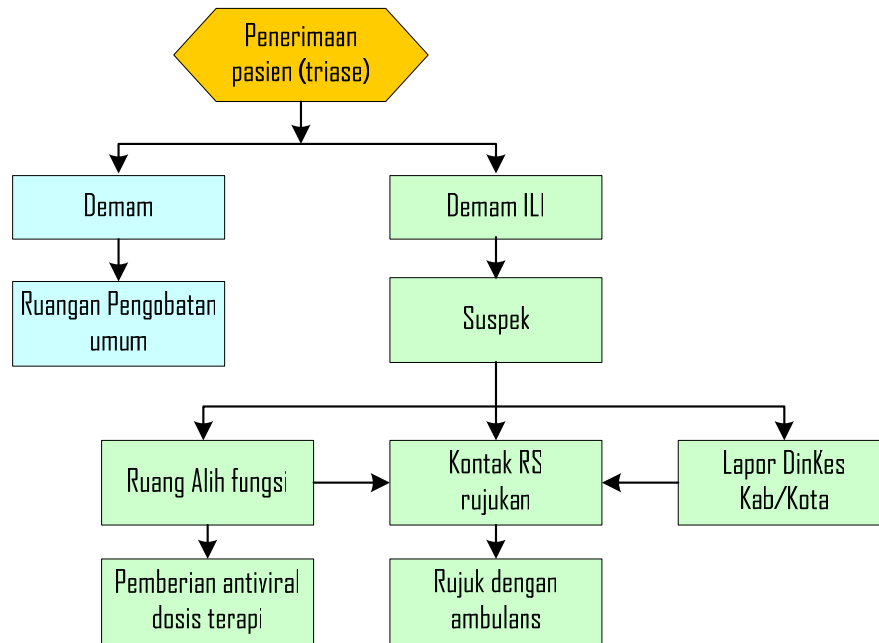 Penerimaan
pasien (triase)
Demam
Demam ILI
Ruangan Pengobatan
umum
Suspek
Ruang Alih fungsi
Kontak RS
rujukan
Lapor DinKes
Kab/Kota
Pemberian antiviral
dosis terapi
Rujuk dengan
ambulans